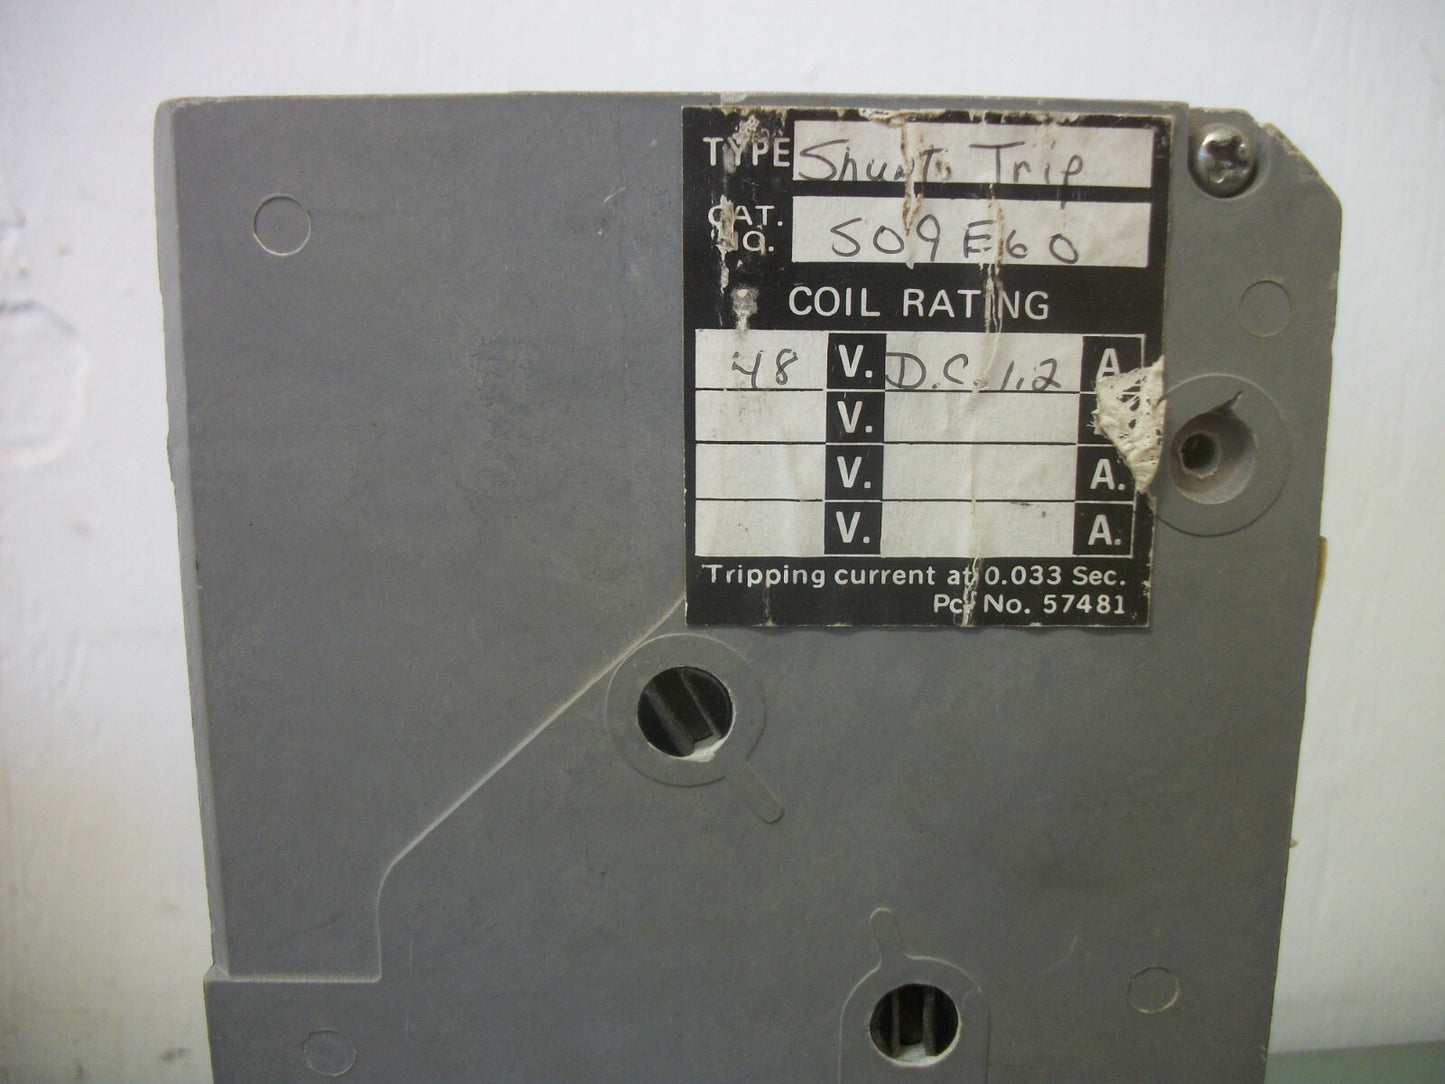 TYPE Shunt Trip
CAT. NO. 509E60
COIL RATING
48 V. D.C. 1.2 A.
V.
V. A.
V. A.
Tripping current at 0.033 Sec.
Pc. No. 57481